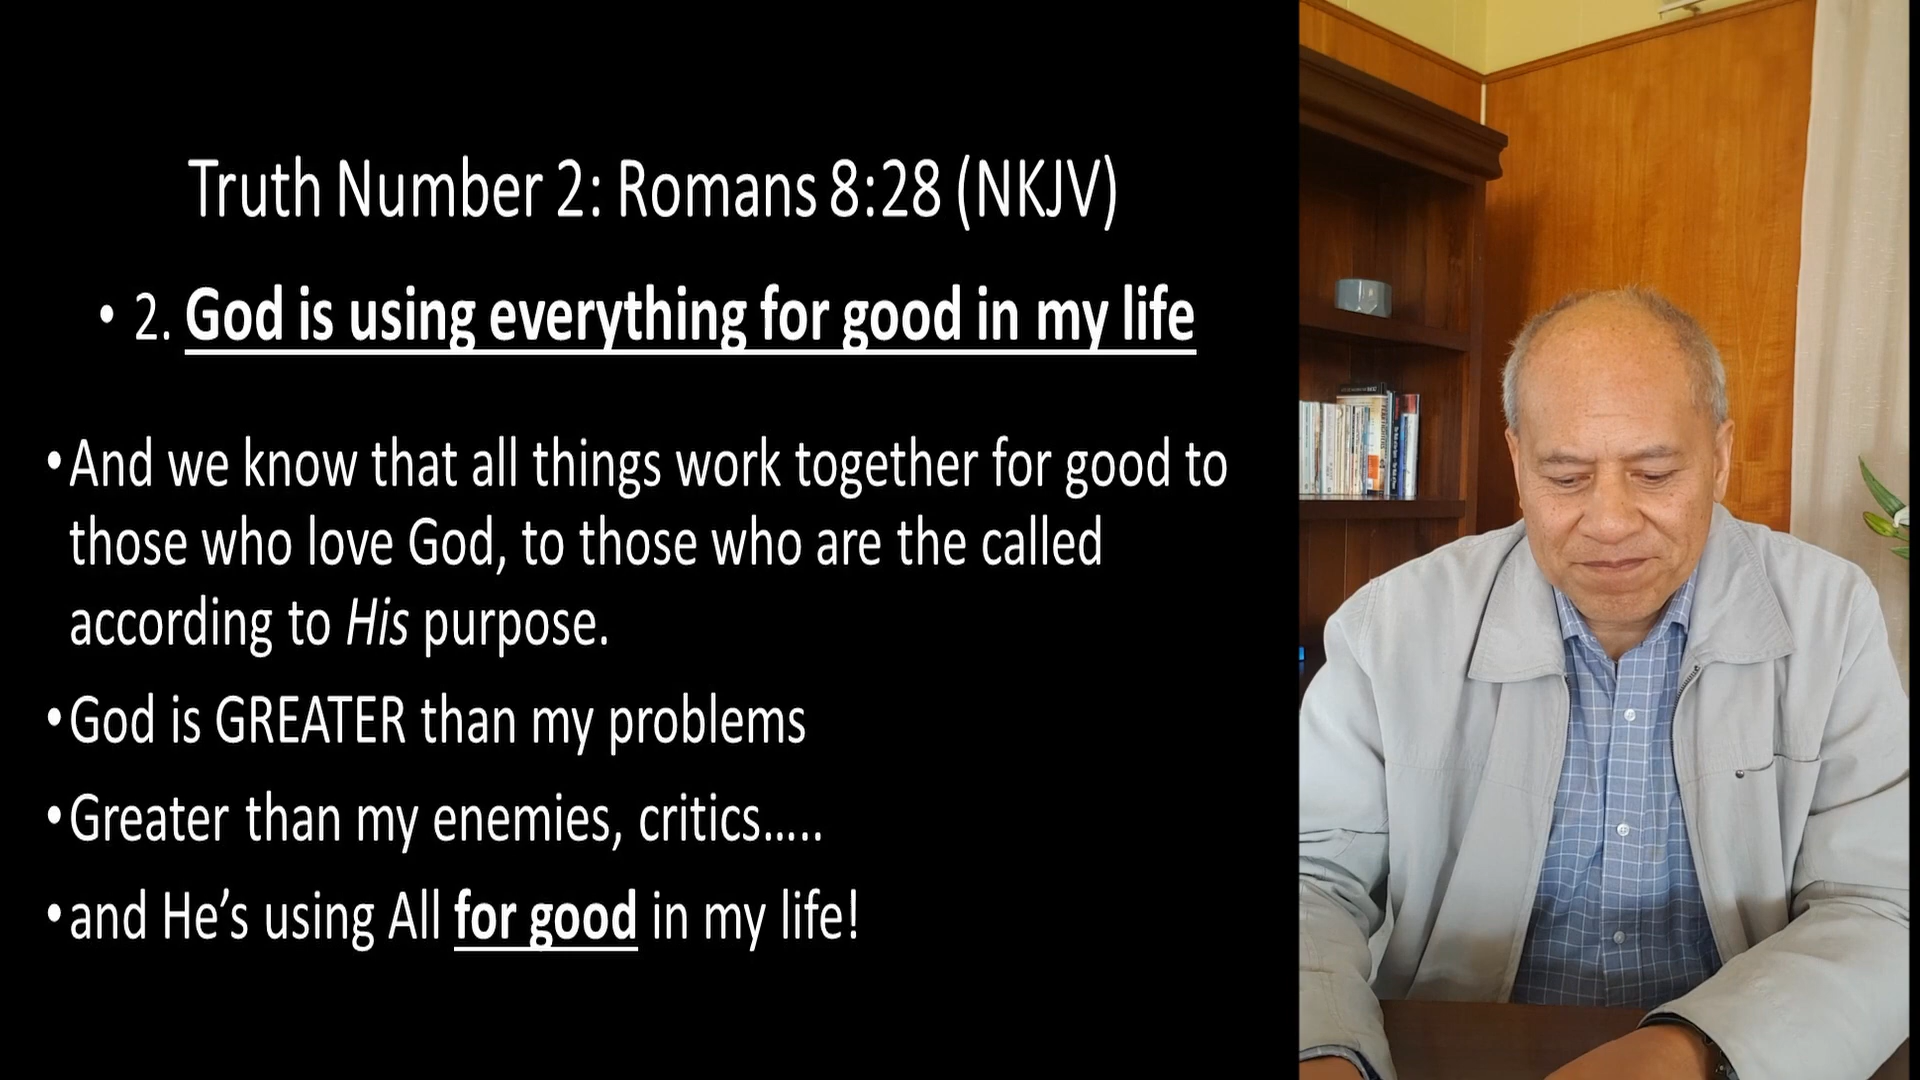 Truth Number 2: Romans 8:28 (NKJV)
• 2. God is using everything for good in my life
• And we know that all things work together for good to
those who love God, to those who are the called
according to His purpose.
• God is GREATER than my problems
• Greater than my enemies, critics.....
• and He’s using All for good in my life!